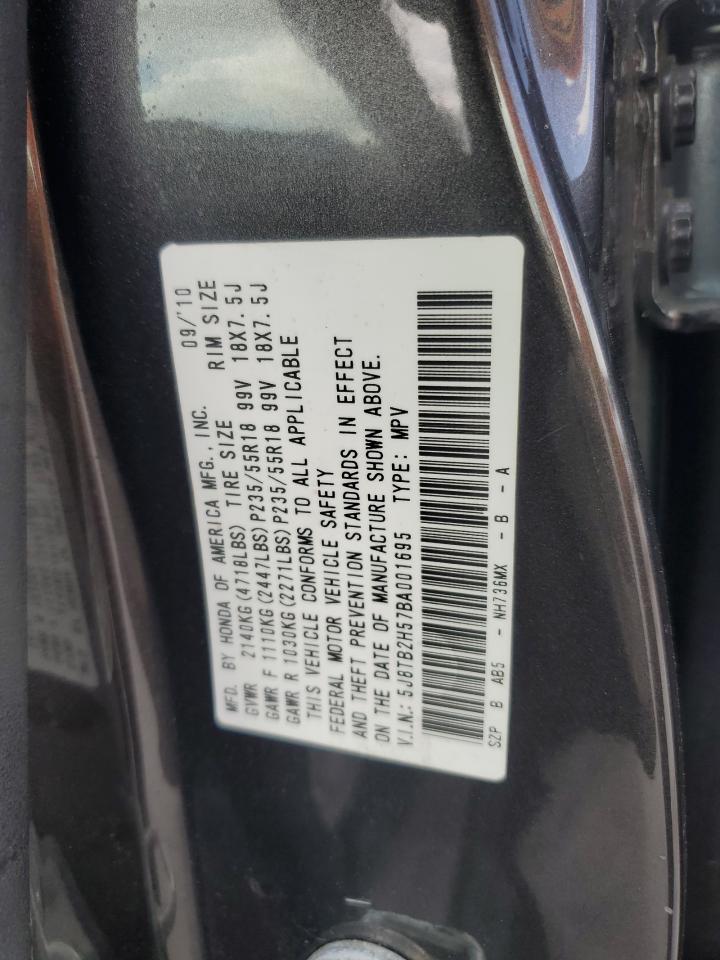 MFD. BY HONDA OF AMERICA MFG., INC. 09/'10
GVWR 2140KG(4718LBS) TIRE SIZE RIM SIZE
GAWR F 1110KG(2447LBS)P235/55R18 99V 18X7.5J
GAWR R 1030KG(2271LBS)P235/55R18 99V 18X7.5J
THIS VEHICLE CONFORMS TO ALL APPLICABLE
FEDERAL MOTOR VEHICLE SAFETY
AND THEFT PREVENTION STANDARDS IN EFFECT
ON THE DATE OF MANUFACTURE SHOWN ABOVE.
V.I.N.: 5J8TB2H57BA001695 TYPE: MPV
SZP B AB5 - NH736MX - B - A